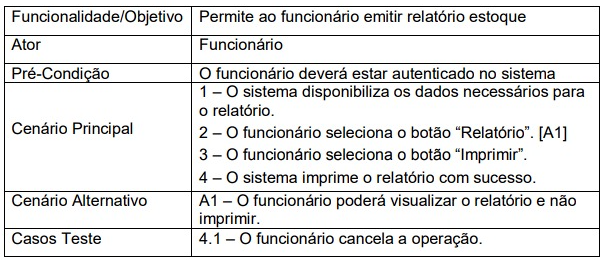 Funcionalidade/Objetivo Permite ao funcionário emitir relatório estoque
Ator Funcionário
Pré-Condição O funcionário deverá estar autenticado no sistema
Cenário Principal
1 – O sistema disponibiliza os dados necessários para
o relatório.
2 – O funcionário seleciona o botão “Relatório”. [A1]
3 – O funcionário seleciona o botão “Imprimir”.
4 – O sistema imprime o relatório com sucesso.
Cenário Alternativo A1 – O funcionário poderá visualizar o relatório e não
imprimir.
Casos Teste 4.1 – O funcionário cancela a operação.